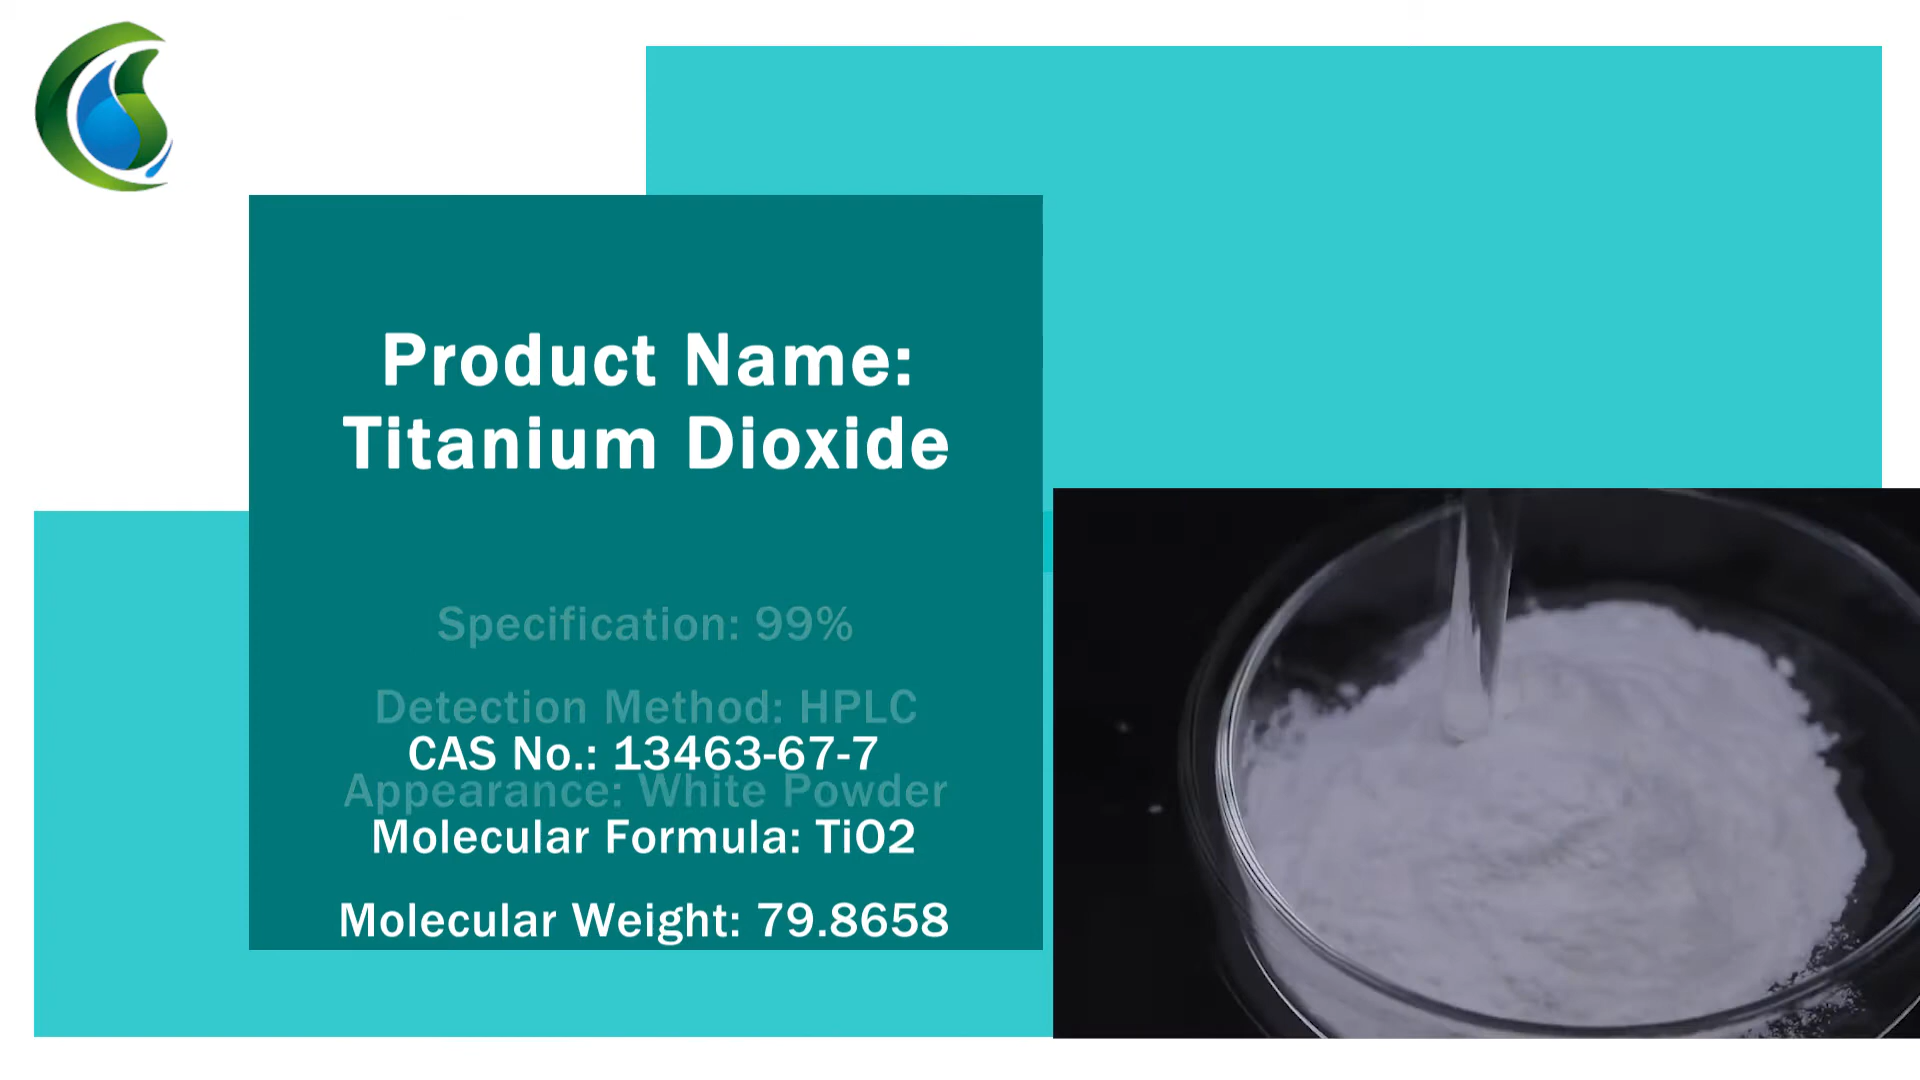 Product Name:
Titanium Dioxide
Specification: 99%
Detection Method: HPLC
CAS No.: 13463-67-7
Appearance: White Powder
Molecular Formula: TiO2
Molecular Weight: 79.8658